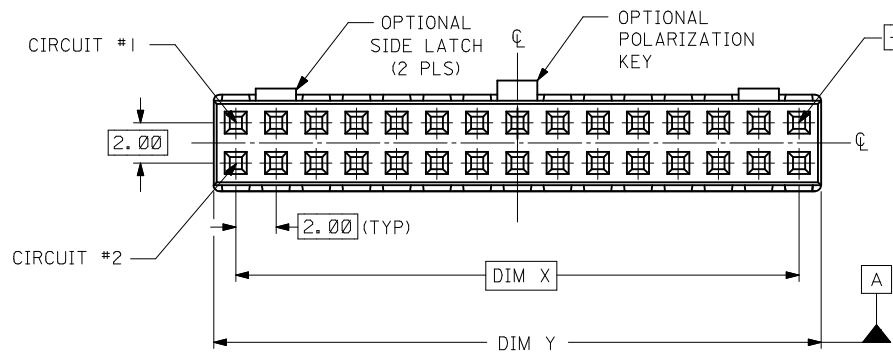 CIRCUIT #1
OPTIONAL
SIDE LATCH
(2 PLS)
℄
OPTIONAL
POLARIZATION
KEY
2.00
℄
2.00 (TYP)
CIRCUIT #2
DIM X
A
DIM Y